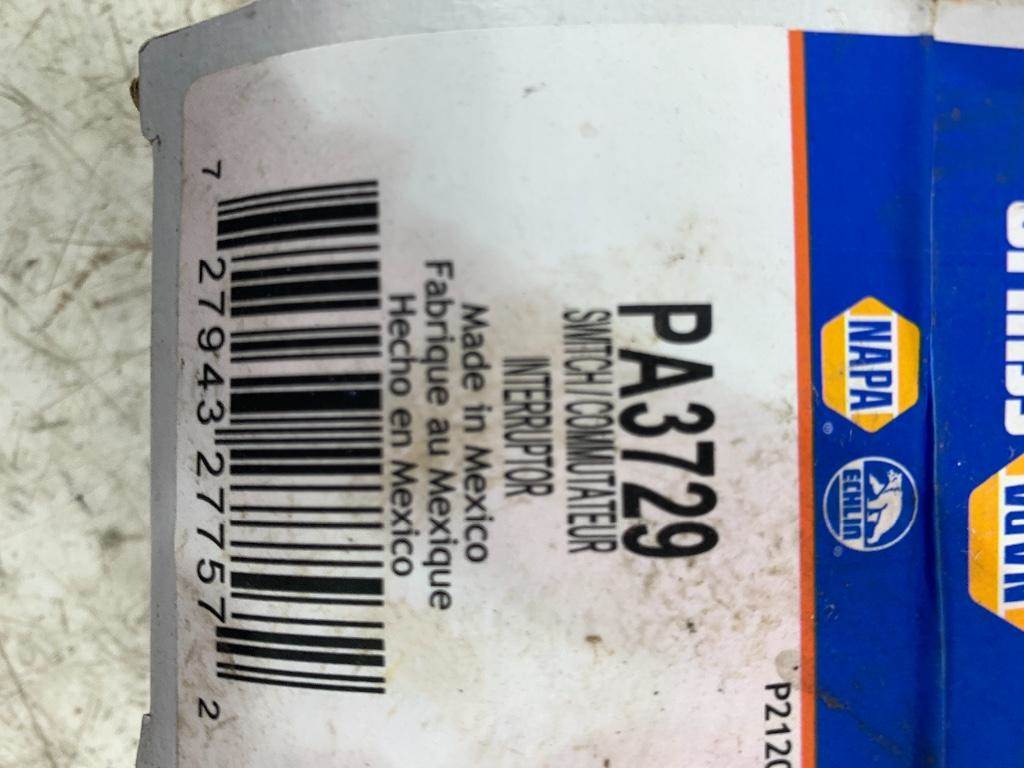 NAPA
ECHLIN
NAPA
PA3729
SWITCH / COMMUTATEUR
INTERRUPTOR
Made in Mexico
Fabrique au Mexique
Hecho en Mexico
7 27943 27757 2